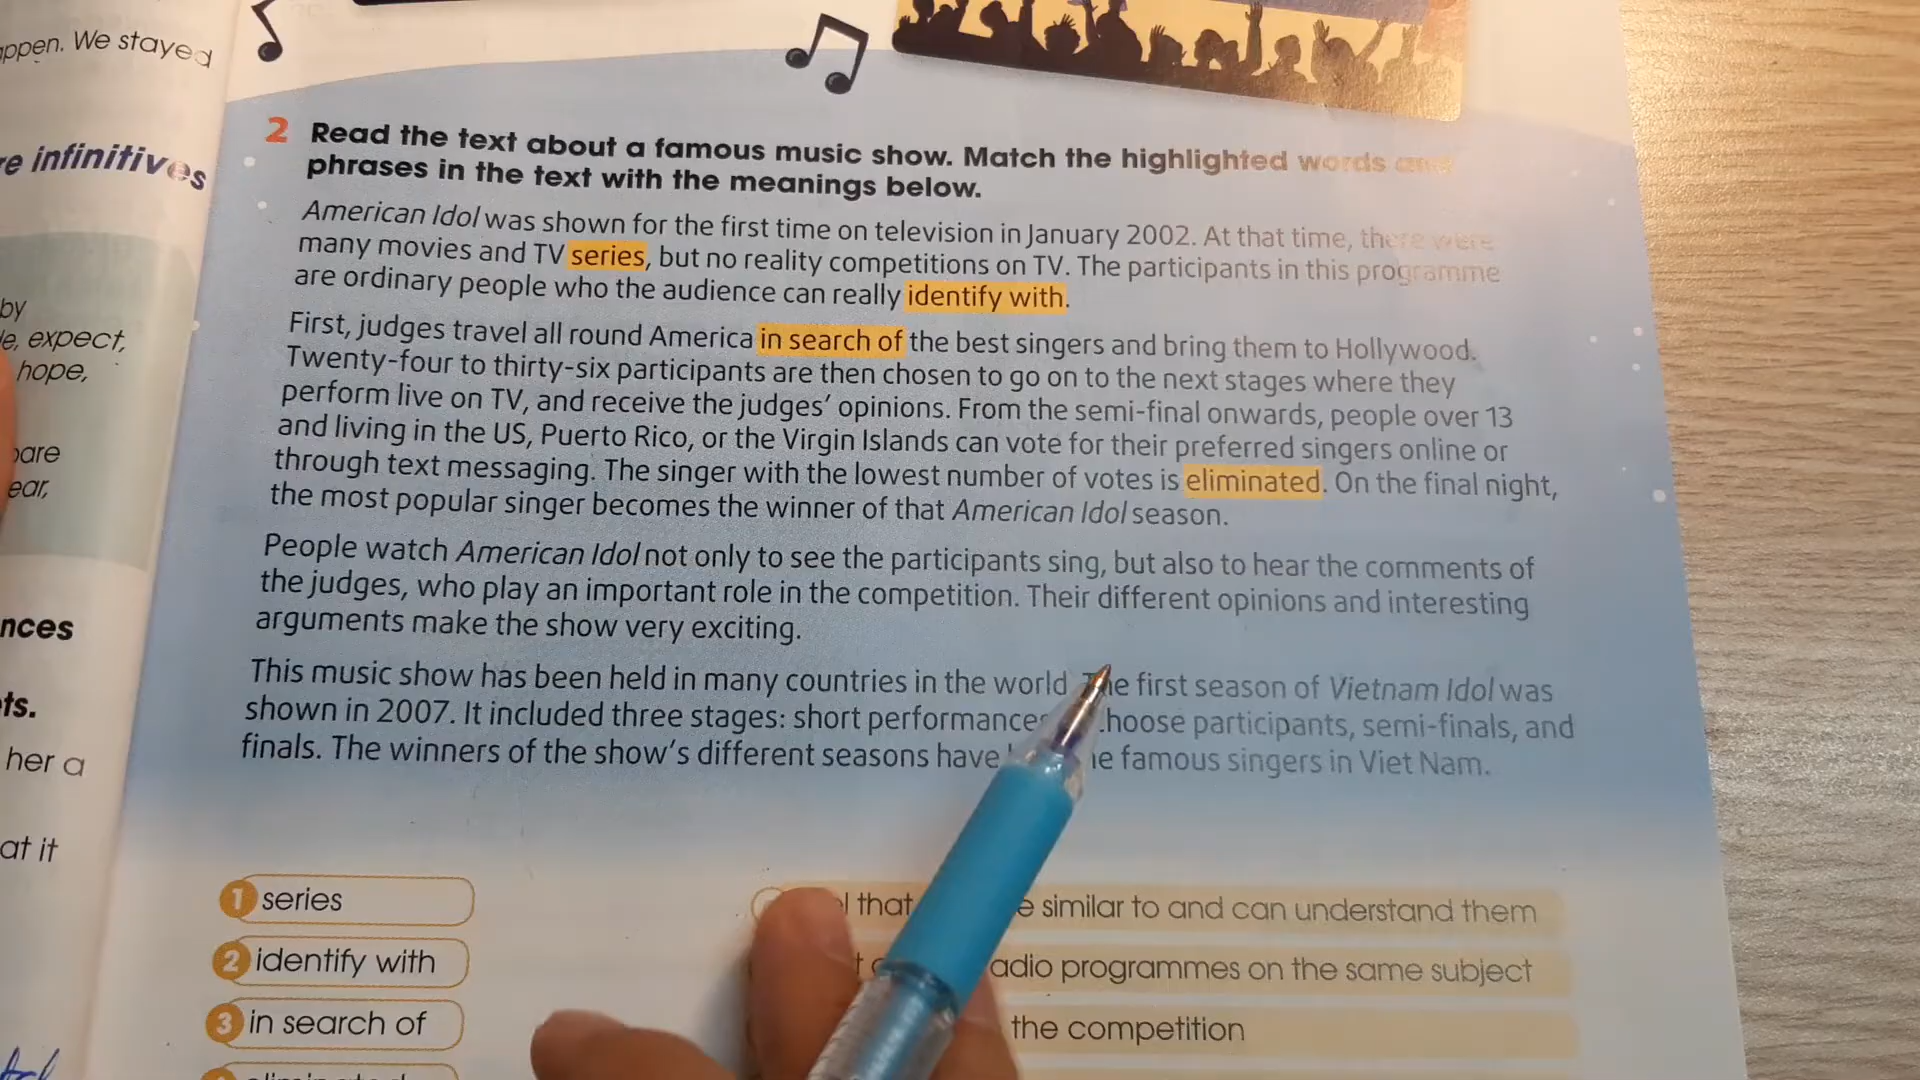 appen. We stayed
re infinitives
by
e, expect,
hope,
pare
ear,
nces
ts.
her a
at it
2 Read the text about a famous music show. Match the highlighted words and
phrases in the text with the meanings below.
American Idol was shown for the first time on television in January 2002. At that time, there were
many movies and TV series, but no reality competitions on TV. The participants in this programme
are ordinary people who the audience can really identify with.
First, judges travel all round America in search of the best singers and bring them to Hollywood.
Twenty-four to thirty-six participants are then chosen to go on to the next stages where they
perform live on TV, and receive the judges' opinions. From the semi-final onwards, people over 13
and living in the US, Puerto Rico, or the Virgin Islands can vote for their preferred singers online or
through text messaging. The singer with the lowest number of votes is eliminated. On the final night,
the most popular singer becomes the winner of that American Idol season.
People watch American Idol not only to see the participants sing, but also to hear the comments of
the judges, who play an important role in the competition. Their different opinions and interesting
arguments make the show very exciting.
This music show has been held in many countries in the world. The first season of Vietnam Idol was
shown in 2007. It included three stages: short performances choose participants, semi-finals, and
finals. The winners of the show's different seasons have famous singers in Viet Nam.
1 series
that similar to and can understand them
2 identify with
adio programmes on the same subject
3 in search of
the competition